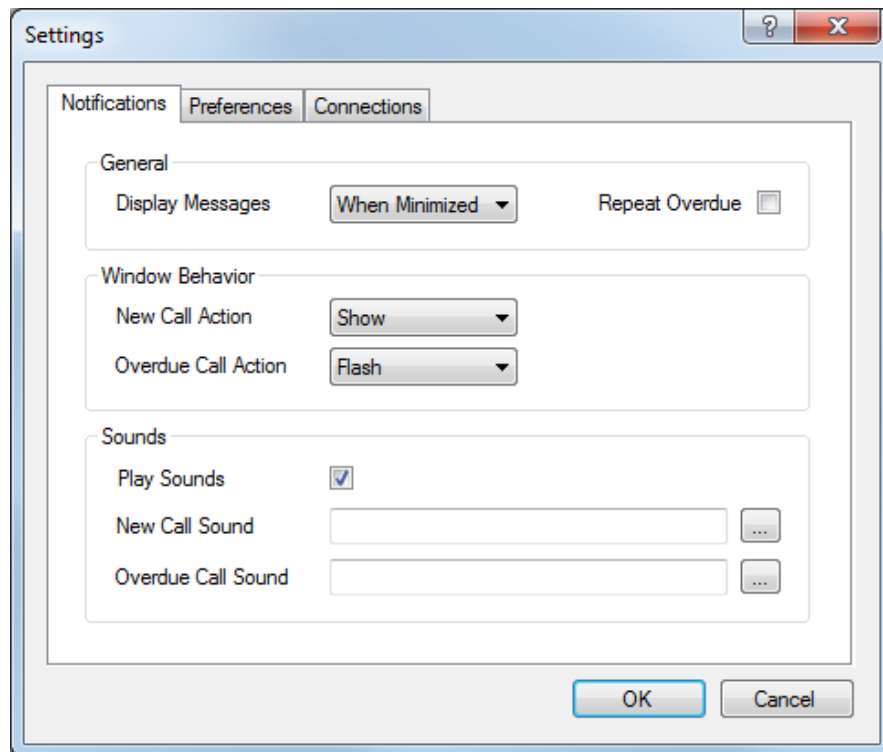 Settings
Notifications Preferences Connections
General
Display Messages When Minimized Repeat Overdue
Window Behavior
New Call Action Show
Overdue Call Action Flash
Sounds
Play Sounds
New Call Sound ...
Overdue Call Sound ...
OK Cancel